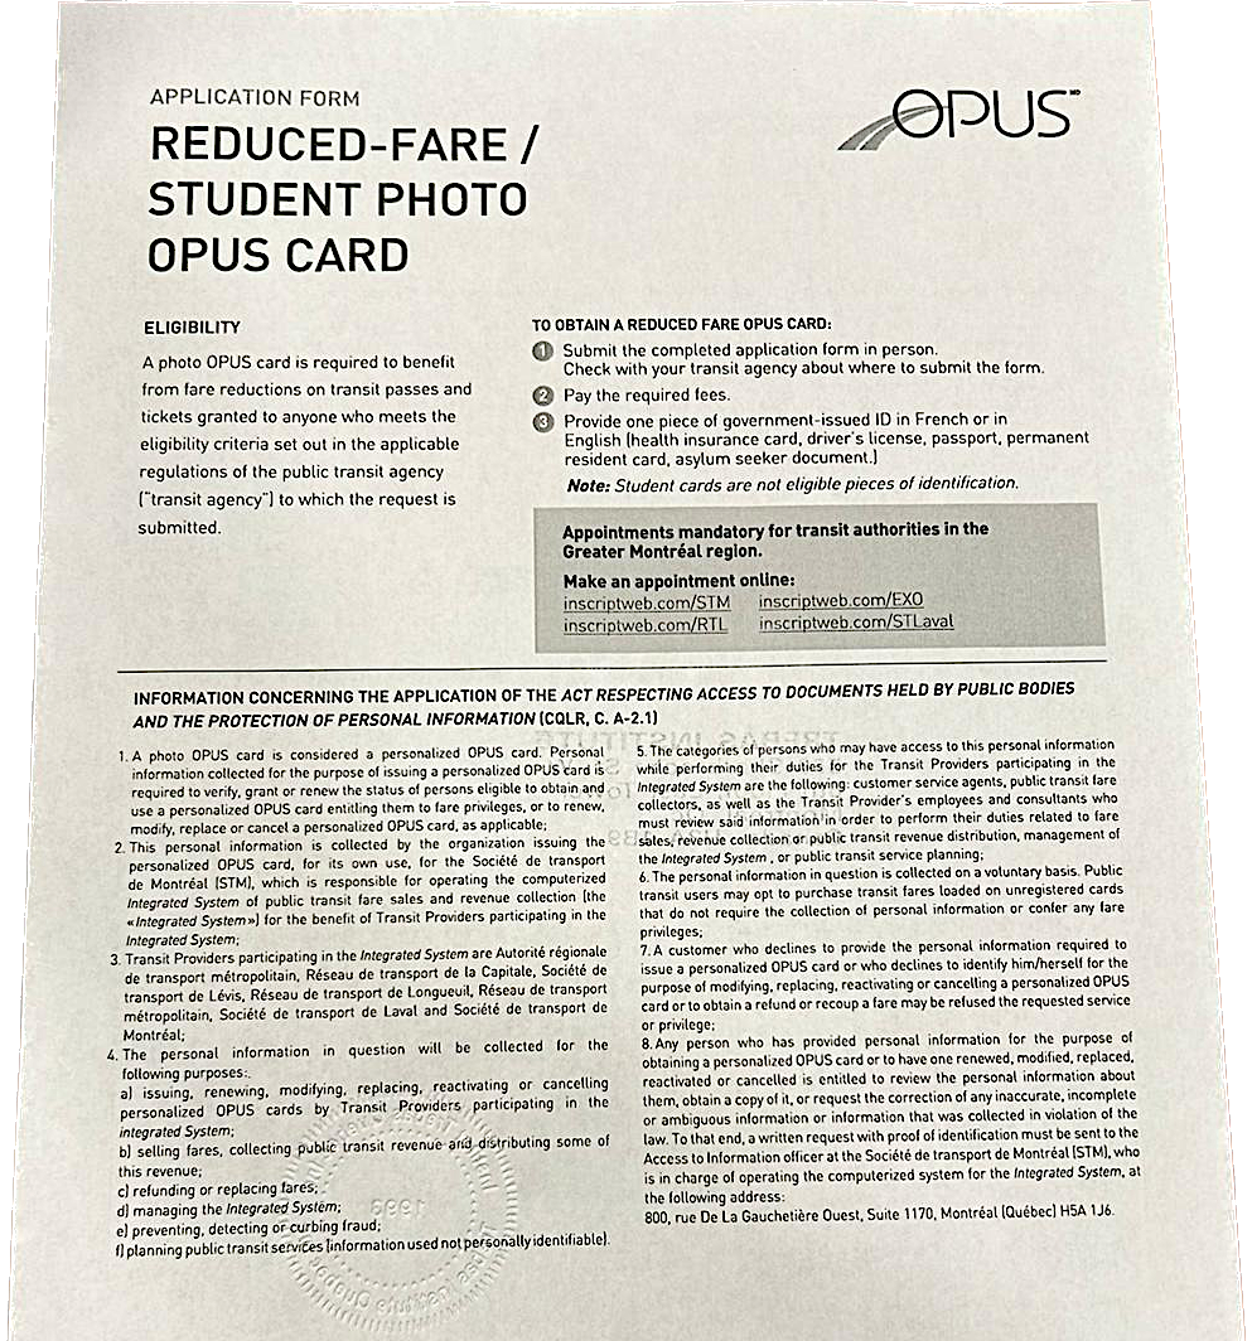 APPLICATION FORM
REDUCED-FARE /
STUDENT PHOTO
OPUS CARD
OPUS MD
ELIGIBILITY
A photo OPUS card is required to benefit
from fare reductions on transit passes and
tickets granted to anyone who meets the
eligibility criteria set out in the applicable
regulations of the public transit agency
("transit agency") to which the request is
submitted.
TO OBTAIN A REDUCED FARE OPUS CARD:
1 Submit the completed application form in person.
Check with your transit agency about where to submit the form.
2 Pay the required fees.
3 Provide one piece of government-issued ID in French or in
English (health insurance card, driver's license, passport, permanent
resident card, asylum seeker document.)
Note: Student cards are not eligible pieces of identification.
Appointments mandatory for transit authorities in the
Greater Montréal region.
Make an appointment online:
inscriptweb.com/STM inscriptweb.com/EXO
inscriptweb.com/RTL inscriptweb.com/STLaval
INFORMATION CONCERNING THE APPLICATION OF THE ACT RESPECTING ACCESS TO DOCUMENTS HELD BY PUBLIC BODIES
AND THE PROTECTION OF PERSONAL INFORMATION (CQLR, C. A-2.1)
1. A photo OPUS card is considered a personalized OPUS card. Personal
information collected for the purpose of issuing a personalized OPUS card is
required to verify, grant or renew the status of persons eligible to obtain and
use a personalized OPUS card entitling them to fare privileges, or to renew,
modify, replace or cancel a personalized OPUS card, as applicable;
2. This personal information is collected by the organization issuing the
personalized OPUS card, for its own use, for the Société de transport
de Montréal (STM), which is responsible for operating the computerized
Integrated System of public transit fare sales and revenue collection (the
«Integrated System») for the benefit of Transit Providers participating in the
Integrated System;
3. Transit Providers participating in the Integrated System are Autorité régionale
de transport métropolitain, Réseau de transport de la Capitale, Société de
transport de Lévis, Réseau de transport de Longueuil, Réseau de transport
métropolitain, Société de transport de Laval and Société de transport de
Montréal;
4. The personal information in question will be collected for the
following purposes:.
a) issuing, renewing, modifying, replacing, reactivating or cancelling
personalized OPUS cards by Transit Providers participating in the
integrated System;
b) selling fares, collecting public transit revenue and distributing some of
this revenue;
c) refunding or replacing fares;
d) managing the Integrated System;
e) preventing, detecting or curbing fraud;
f) planning public transit services (information used not personally identifiable).
5. The categories of persons who may have access to this personal information
while performing their duties for the Transit Providers participating in the
Integrated System are the following: customer service agents, public transit fare
collectors, as well as the Transit Provider's employees and consultants who
must review said information in order to perform their duties related to fare
sales, revenue collection or public transit revenue distribution, management of
the Integrated System , or public transit service planning;
6. The personal information in question is collected on a voluntary basis. Public
transit users may opt to purchase transit fares loaded on unregistered cards
that do not require the collection of personal information or confer any fare
privileges;
7. A customer who declines to provide the personal information required to
issue a personalized OPUS card or who declines to identify him/herself for the
purpose of modifying, replacing, reactivating or cancelling a personalized OPUS
card or to obtain a refund or recoup a fare may be refused the requested service
or privilege;
8. Any person who has provided personal information for the purpose of
obtaining a personalized OPUS card or to have one renewed, modified, replaced,
reactivated or cancelled is entitled to review the personal information about
them, obtain a copy of it, or request the correction of any inaccurate, incomplete
or ambiguous information or information that was collected in violation of the
law. To that end, a written request with proof of identification must be sent to the
Access to Information officer at the Société de transport de Montréal (STM), who
is in charge of operating the computerized system for the Integrated System, at
the following address:
800, rue De La Gauchetière Ouest, Suite 1170, Montréal (Québec) H5A 1J6.